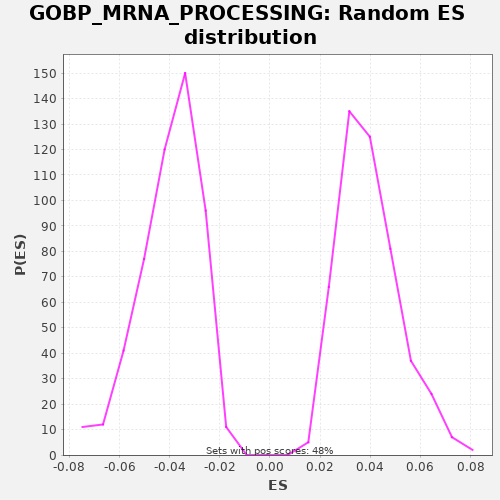 GOBP_MRNA_PROCESSING: Random ES
distribution
150
140
130
120
110
100
90
80
70
60
50
40
30
20
10
0
P(ES)
Sets with pos scores: 48%
-0.08 -0.06 -0.04 -0.02 0.00 0.02 0.04 0.06 0.08
ES